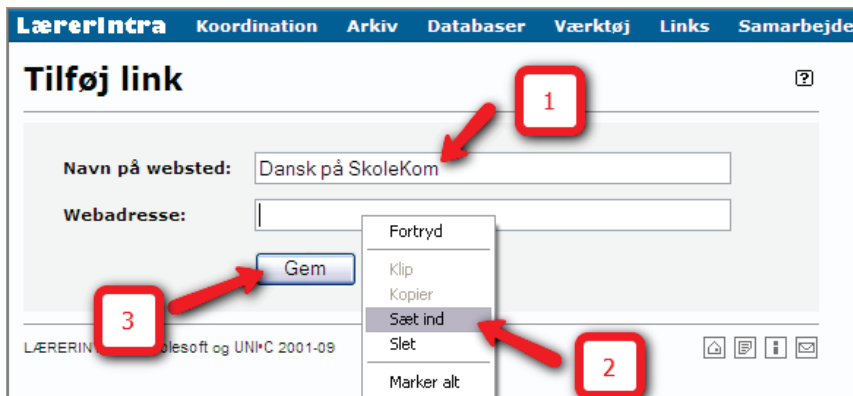 LærerIntra Koordination Arkiv Databaser Værktøj Links Samarbejde
Tilføj link
?
1
Navn på websted: Dansk på SkoleKom
Webadresse:
Fortryd
Gem
Klip
Kopier
3
Sæt ind
LÆRERIN olesoft og UNI•C 2001-09
Slet
2
Marker alt